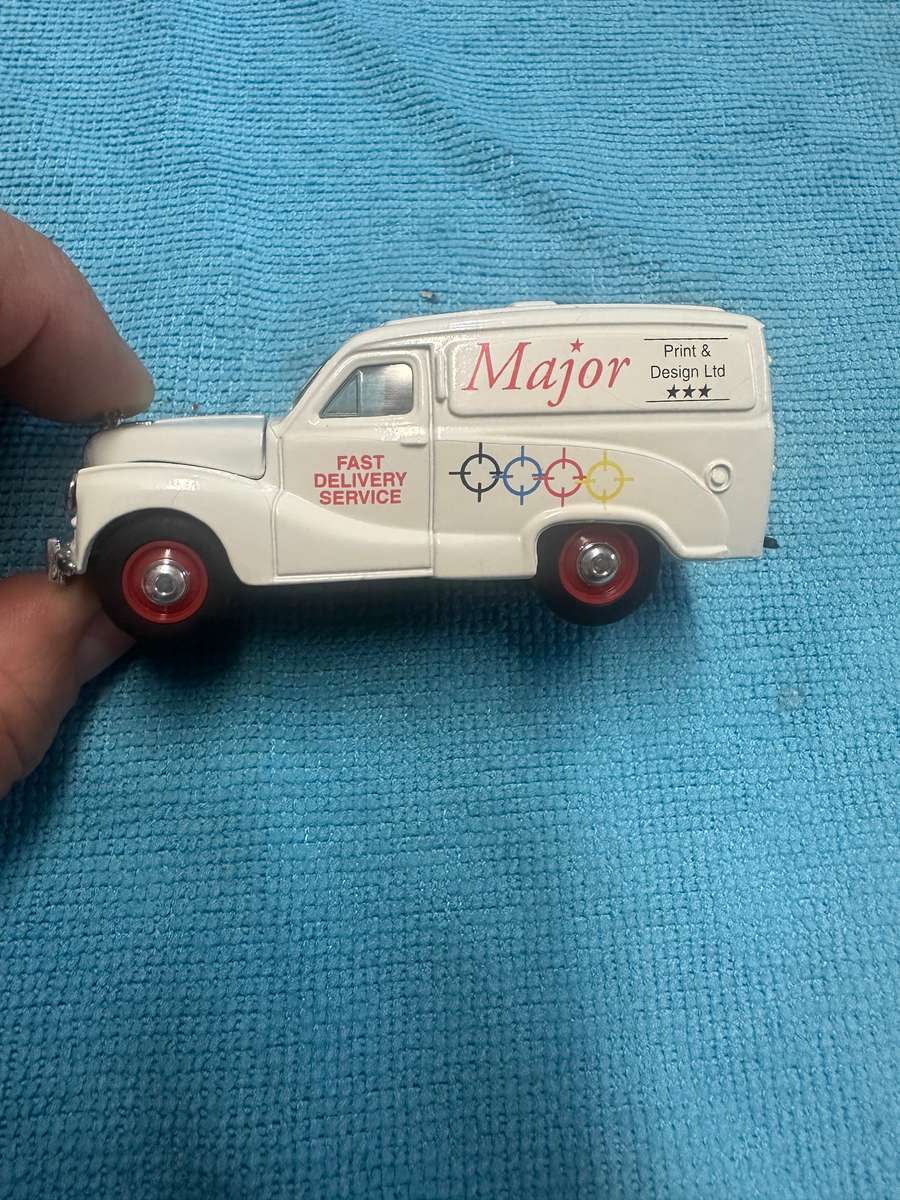 Major
Print &
Design Ltd
★★★
FAST
DELIVERY
SERVICE